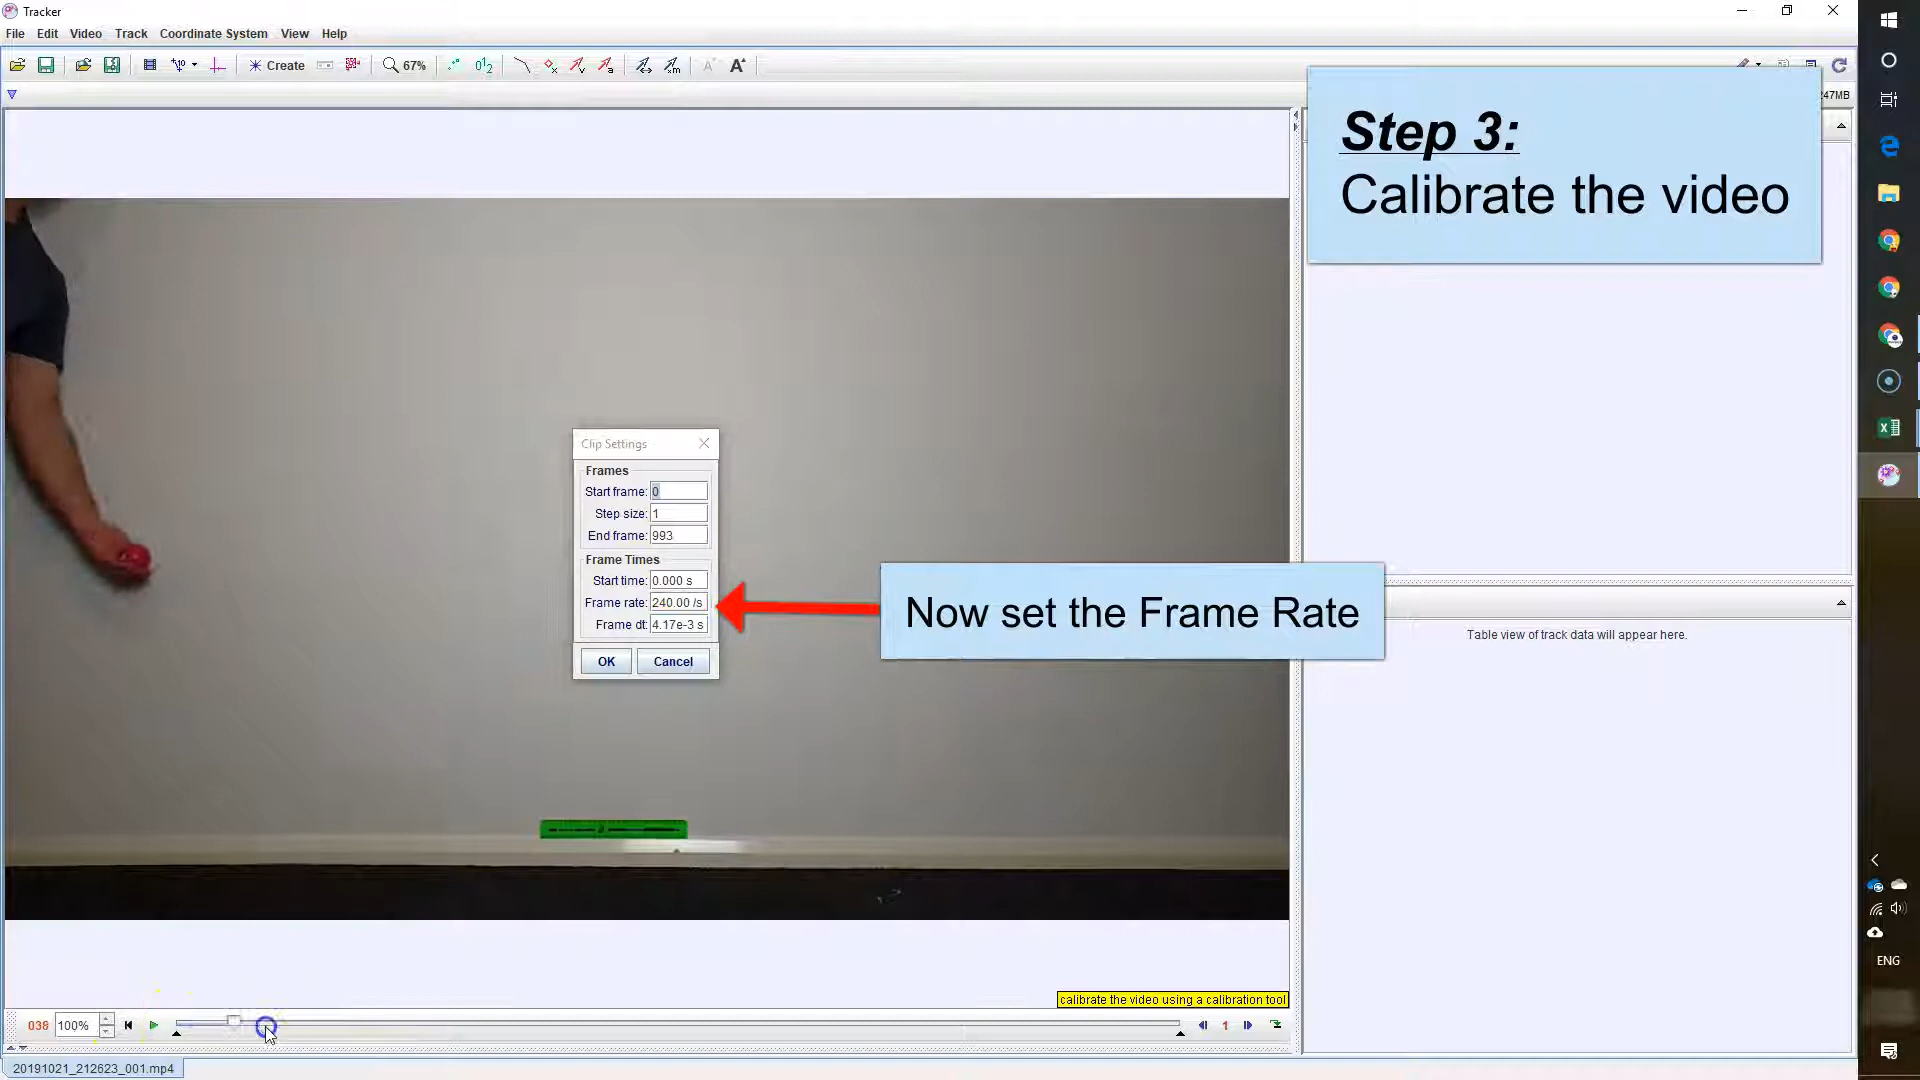 Tracker
File Edit Video Track Coordinate System View Help
Create 67%
247MB
Step 3:
Calibrate the video
Clip Settings
Frames
Start frame: 0
Step size: 1
End frame: 993
Frame Times
Start time: 0.000 s
Frame rate: 240.00 /s
Frame dt: 4.17e-3 s
OK Cancel
Now set the Frame Rate
Table view of track data will appear here.
calibrate the video using a calibration tool
038 100% 1
20191021_212623_001.mp4
ENG